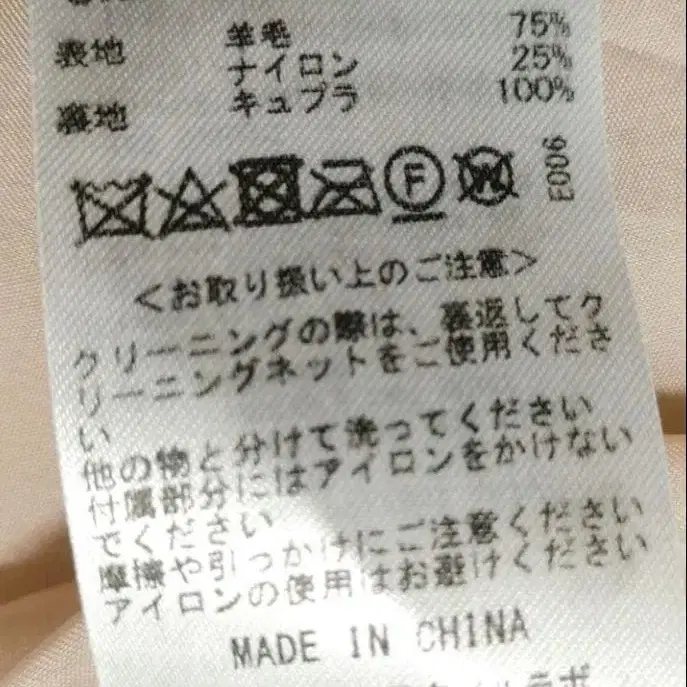 表地 羊毛 75%
ナイロン 25%
裏地 キュプラ 100%
F W E006
<お取り扱い上のご注意>
クリーニングの際は、裏返してク
リーニングネットをご使用くださ
い
他の物と分けて洗ってください
付属部分にはアイロンをかけない
でください
摩擦や引っかけにご注意ください
アイロンの使用はお避けください
MADE IN CHINA